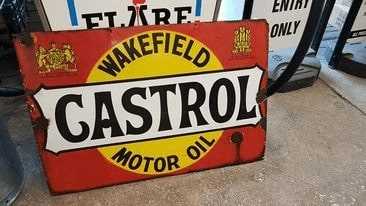 FLARE
ENTRY
ONLY
WAKEFIELD
CASTROL
MOTOR OIL